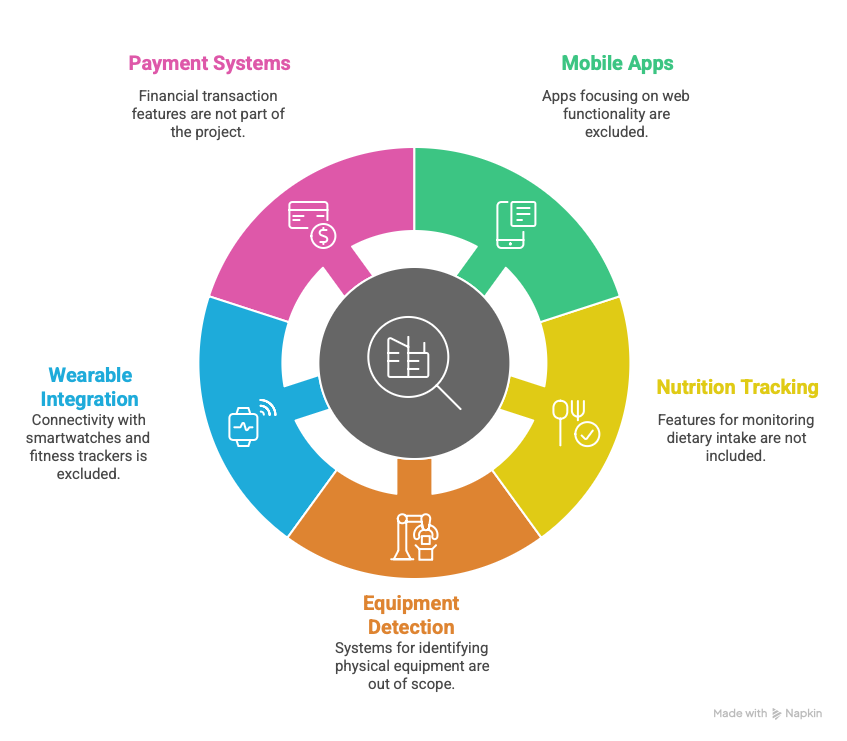 Payment Systems
Financial transaction
features are not part of
the project.
Mobile Apps
Apps focusing on web
functionality are
excluded.
Wearable
Integration
Connectivity with
smartwatches and
fitness trackers is
excluded.
Nutrition Tracking
Features for monitoring
dietary intake are not
included.
Equipment
Detection
Systems for identifying
physical equipment are
out of scope.
Made with Napkin